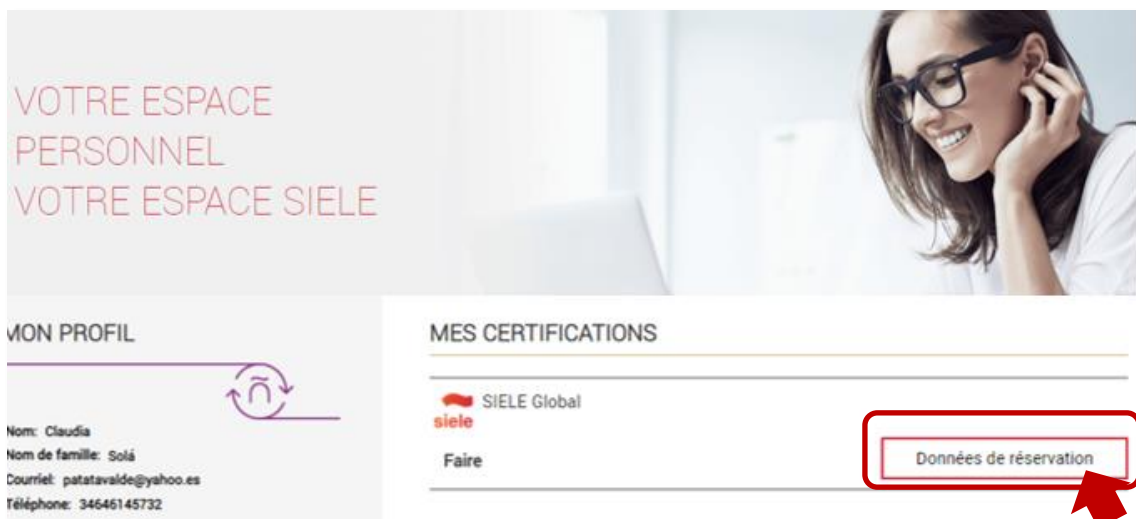 VOTRE ESPACE
PERSONNEL
VOTRE ESPACE SIELE
MON PROFIL
ñ
Nom: Claudia
Nom de famille: Solá
Courriel: patatavalde@yahoo.es
Téléphone: 34646145732
MES CERTIFICATIONS
SIELE Global
siele
Faire
Données de réservation